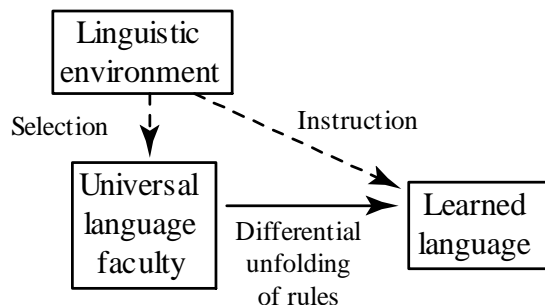 Linguistic
environment
Selection
Instruction
Universal
language
faculty
Differential
unfolding
of rules
Learned
language